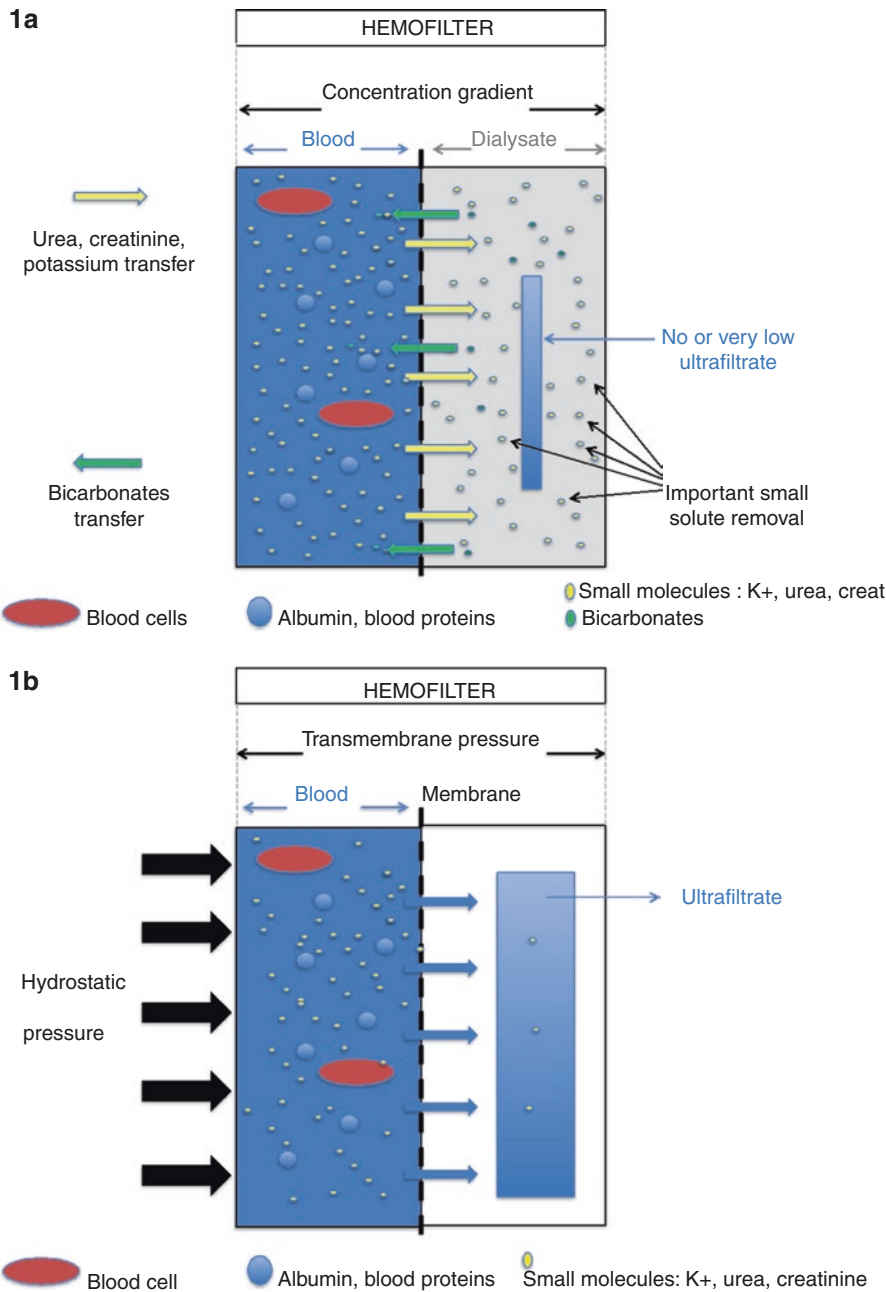 1a
HEMOFILTER
Concentration gradient
Blood
Dialysate
Urea, creatinine,
potassium transfer
No or very low
ultrafiltrate
Bicarbonates
transfer
Important small
solute removal
Blood cells
Albumin, blood proteins
Small molecules : K+, urea, creat
Bicarbonates
1b
HEMOFILTER
Transmembrane pressure
Blood
Membrane
Ultrafiltrate
Hydrostatic
pressure
Blood cell
Albumin, blood proteins
Small molecules: K+, urea, creatinine